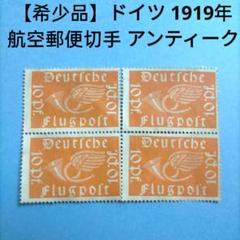 【希少品】ドイツ 1919年
航空郵便切手 アンティーク
Deutsche Deutsche
10Pf 10Pf 10Pf 10Pf
Flugpost Flugpost
Deutsche Deutsche
10Pf 10Pf 10Pf 10Pf
Flugpost Flugpost